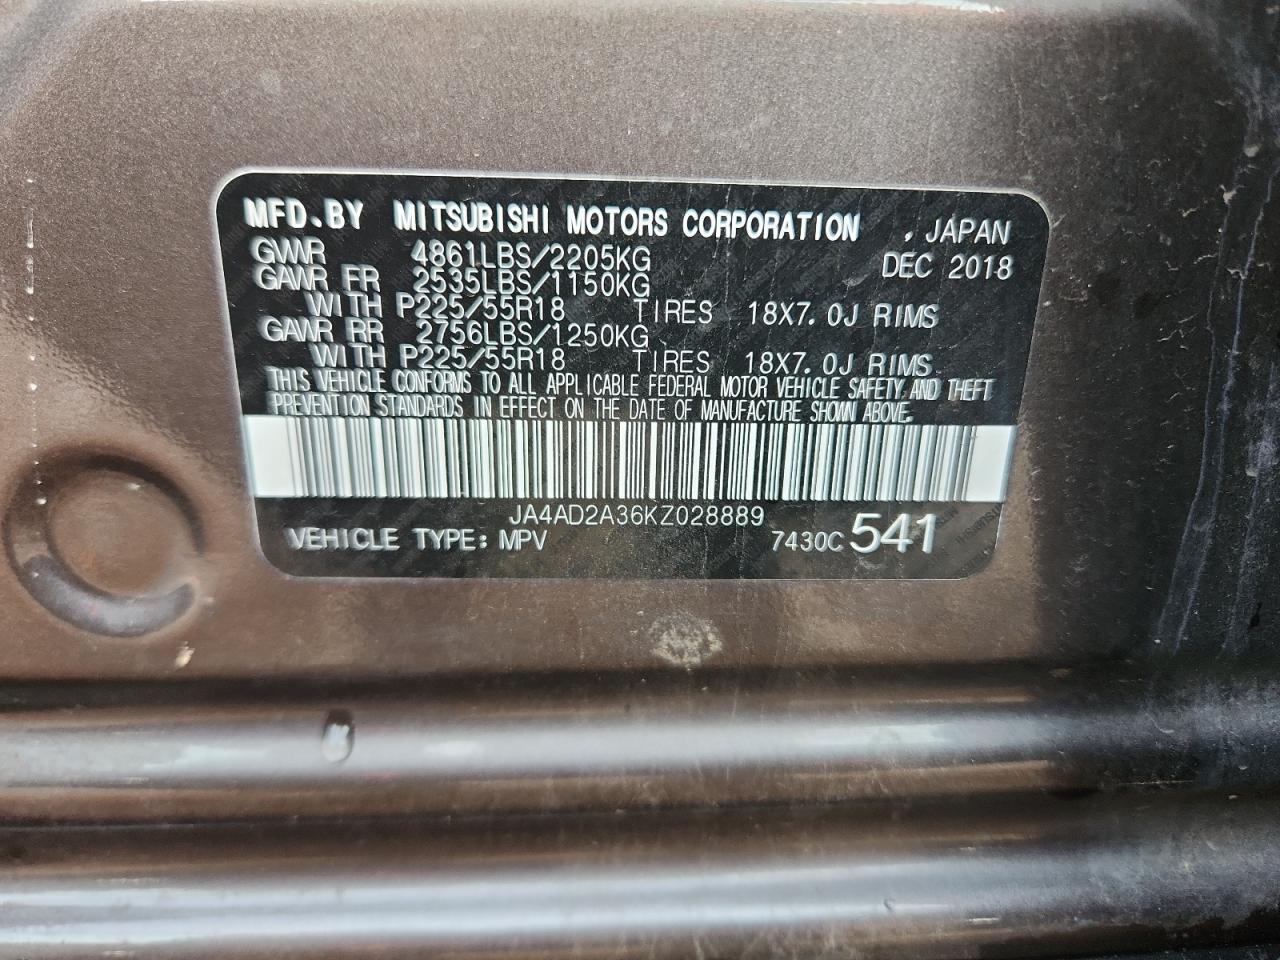 MFD.BY MITSUBISHI MOTORS CORPORATION , JAPAN
GVWR 4861LBS/2205KG DEC 2018
GAWR FR 2535LBS/1150KG
WITH P225/55R18 TIRES 18X7.0J RIMS
GAWR RR 2756LBS/1250KG
WITH P225/55R18 TIRES 18X7.0J RIMS
THIS VEHICLE CONFORMS TO ALL APPLICABLE FEDERAL MOTOR VEHICLE SAFETY AND THEFT
PREVENTION STANDARDS IN EFFECT ON THE DATE OF MANUFACTURE SHOWN ABOVE.
JA4AD2A36KZ028889
VEHICLE TYPE: MPV 7430C 541